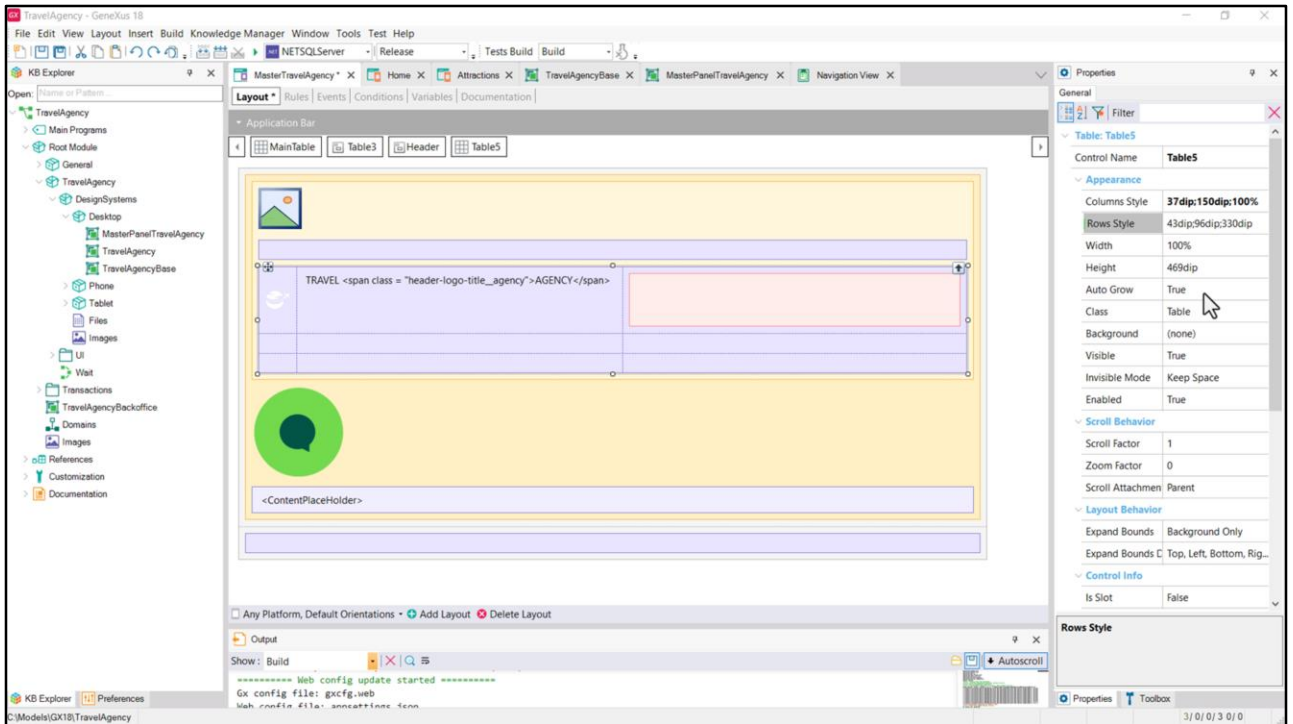 GX TravelAgency - GeneXus 18
File Edit View Layout Insert Build Knowledge Manager Window Tools Test Help
NETSQLServer Release Tests Build Build
KB Explorer
Open: Name or Pattern...
TravelAgency
Main Programs
Root Module
General
TravelAgency
DesignSystems
Desktop
MasterPanelTravelAgency
TravelAgency
TravelAgencyBase
Phone
Tablet
Files
Images
UI
Wait
Transactions
TravelAgencyBackoffice
Domains
Images
References
Customization
Documentation
KB Explorer Preferences
MasterTravelAgency * X Home X Attractions X TravelAgencyBase X MasterPanelTravelAgency X Navigation View X
Layout * Rules Events Conditions Variables Documentation
Application Bar
MainTable Table3 Header Table5
TRAVEL <span class = "header-logo-title__agency">AGENCY</span>
<ContentPlaceHolder>
Any Platform, Default Orientations Add Layout Delete Layout
Output
Show: Build Autoscroll
========== Web config update started ==========
Gx config file: gxcfg.web
Web config file: appsettings.json
Properties
General
Filter
Table: Table5
Control Name Table5
Appearance
Columns Style 37dip;150dip;100%
Rows Style 43dip;96dip;330dip
Width 100%
Height 469dip
Auto Grow True
Class Table
Background (none)
Visible True
Invisible Mode Keep Space
Enabled True
Scroll Behavior
Scroll Factor 1
Zoom Factor 0
Scroll Attachmen Parent
Layout Behavior
Expand Bounds Background Only
Expand Bounds D Top, Left, Bottom, Rig...
Control Info
Is Slot False
Rows Style
Properties Toolbox
C:\Models\GX18\TravelAgency 3/ 0/ 0/ 3 0/ 0